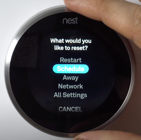 nest
What would you
like to reset?
Restart
Schedule
Away
Network
All Settings
CANCEL